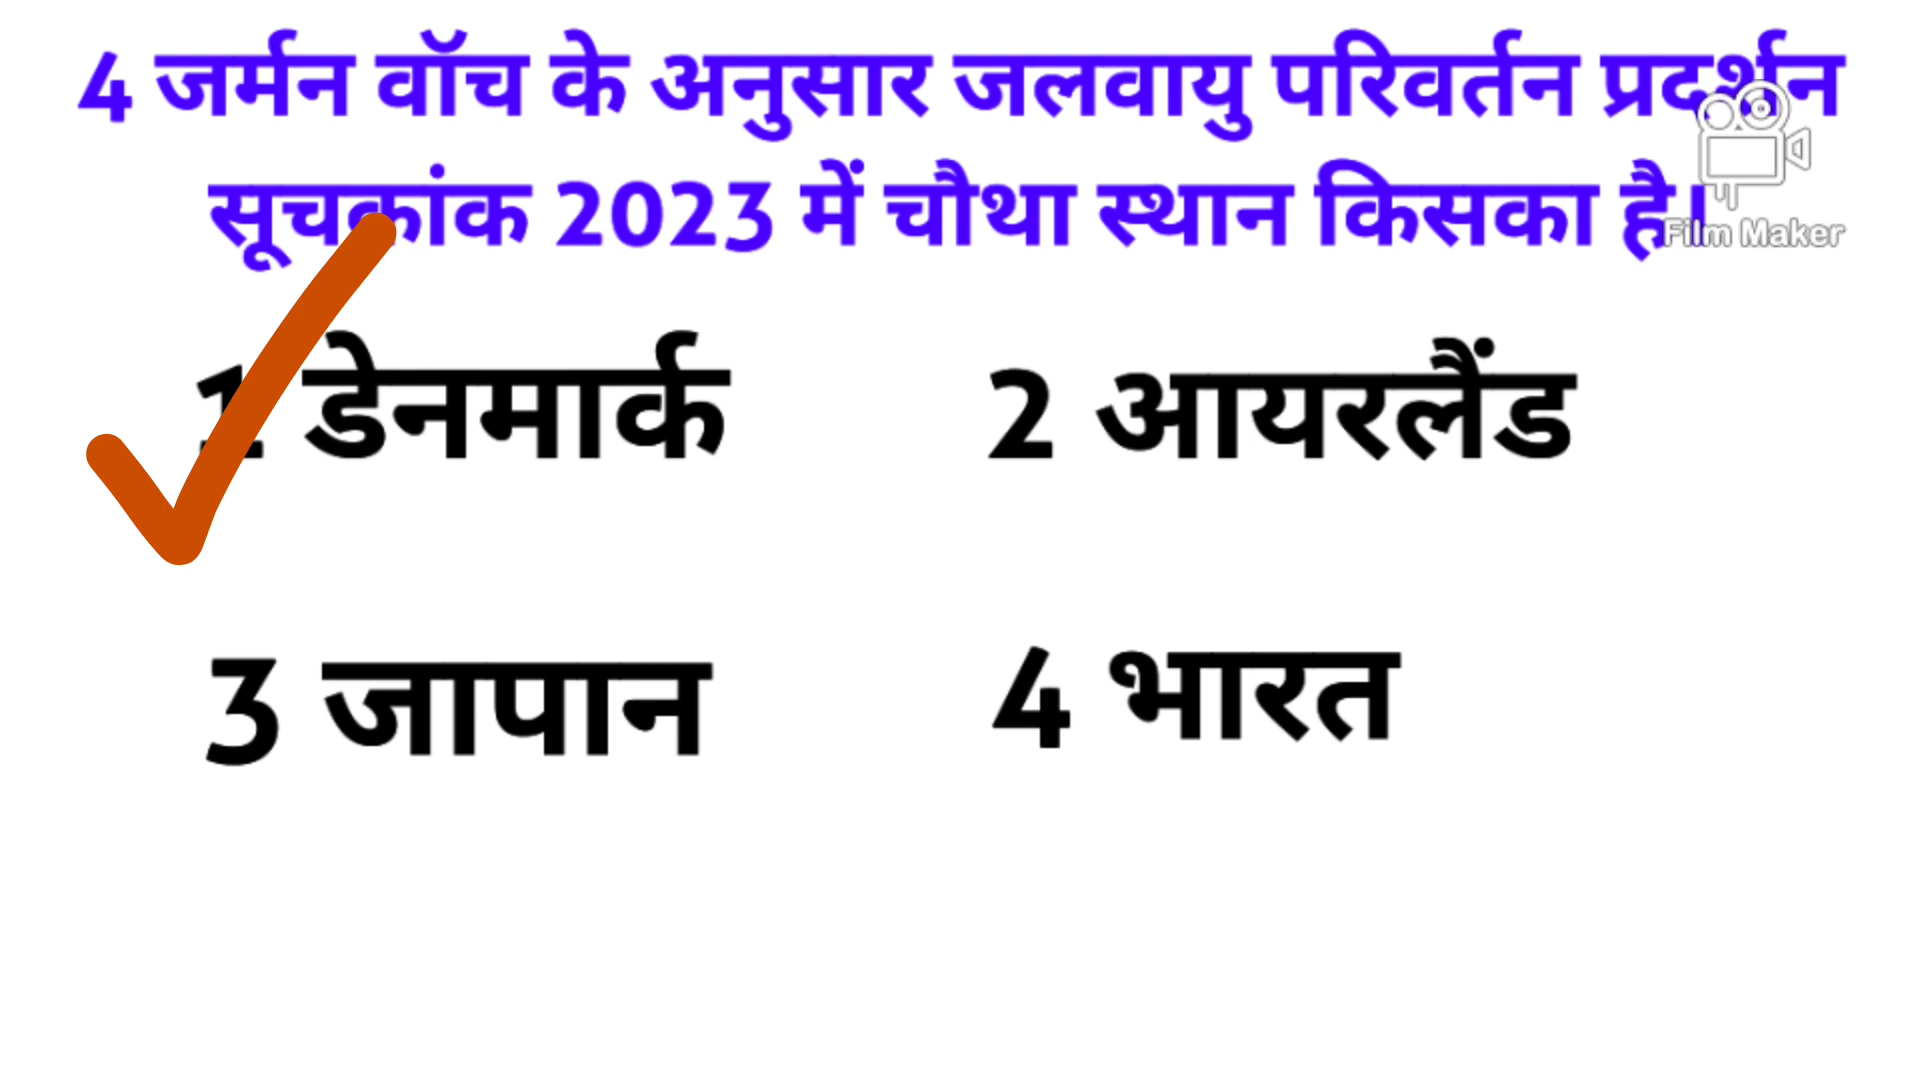 4 जर्मन वॉच के अनुसार जलवायु परिवर्तन प्रदर्शन
सूचकांक 2023 में चौथा स्थान किसका है।
Film Maker
1 डेनमार्क
2 आयरलैंड
3 जापान
4 भारत